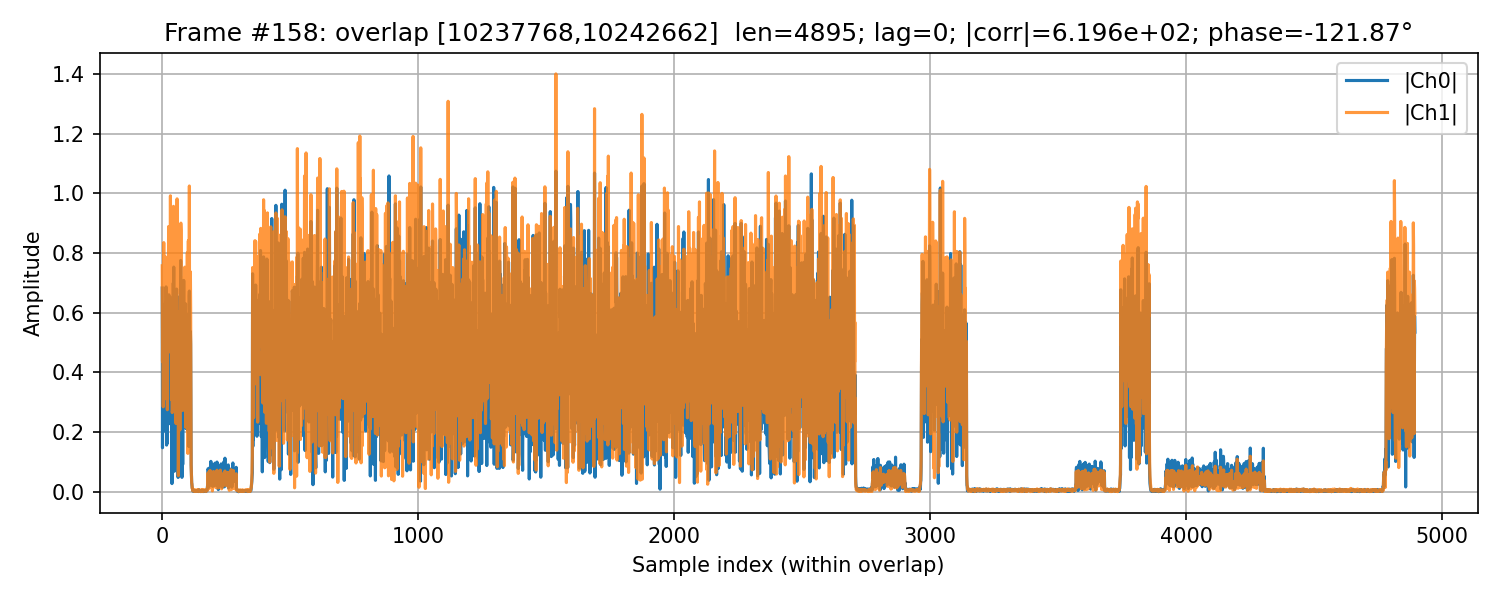 Frame #158: overlap [10237768,10242662]  len=4895; lag=0; |corr|=6.196e+02; phase=-121.87°
|Ch0|
|Ch1|
1.4
1.2
1.0
0.8
0.6
0.4
0.2
0.0
Amplitude
0
1000
2000
3000
4000
5000
Sample index (within overlap)